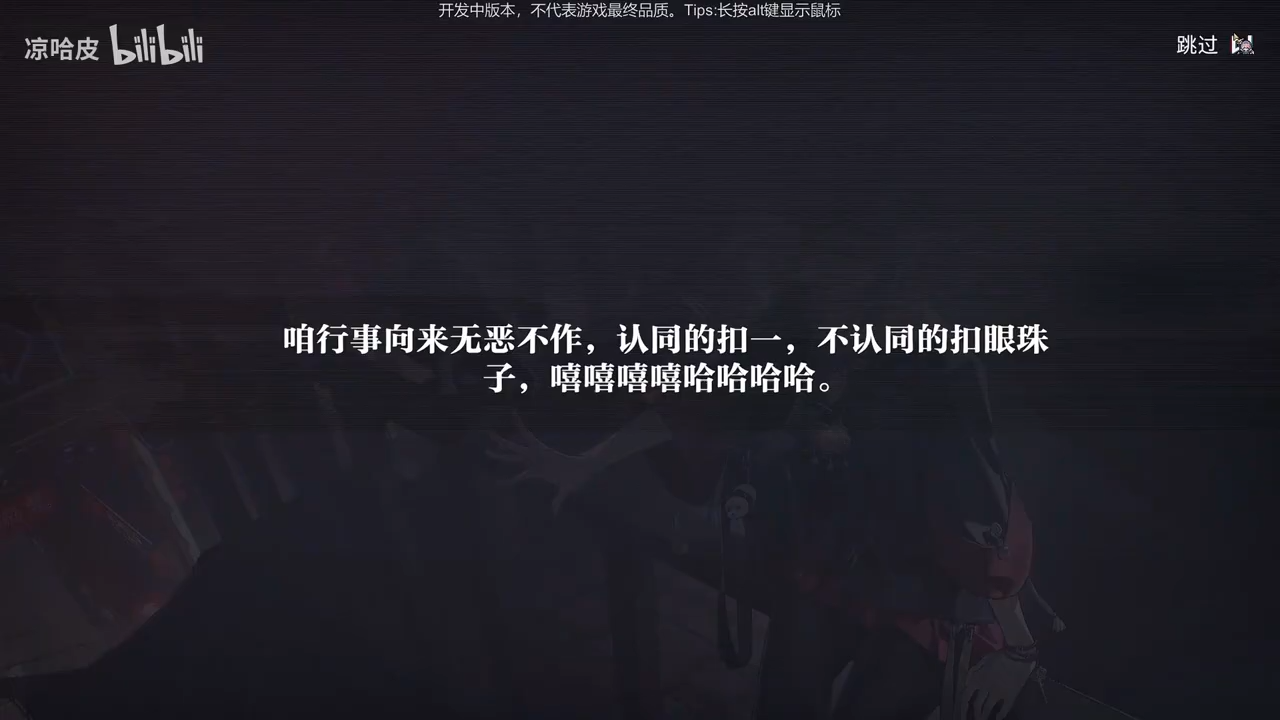 开发中版本，不代表游戏最终品质。Tips:长按alt键显示鼠标
凉哈皮 bilibili
跳过
咱行事向来无恶不作，认同的扣一，不认同的扣眼珠
子，嘻嘻嘻嘻哈哈哈哈。